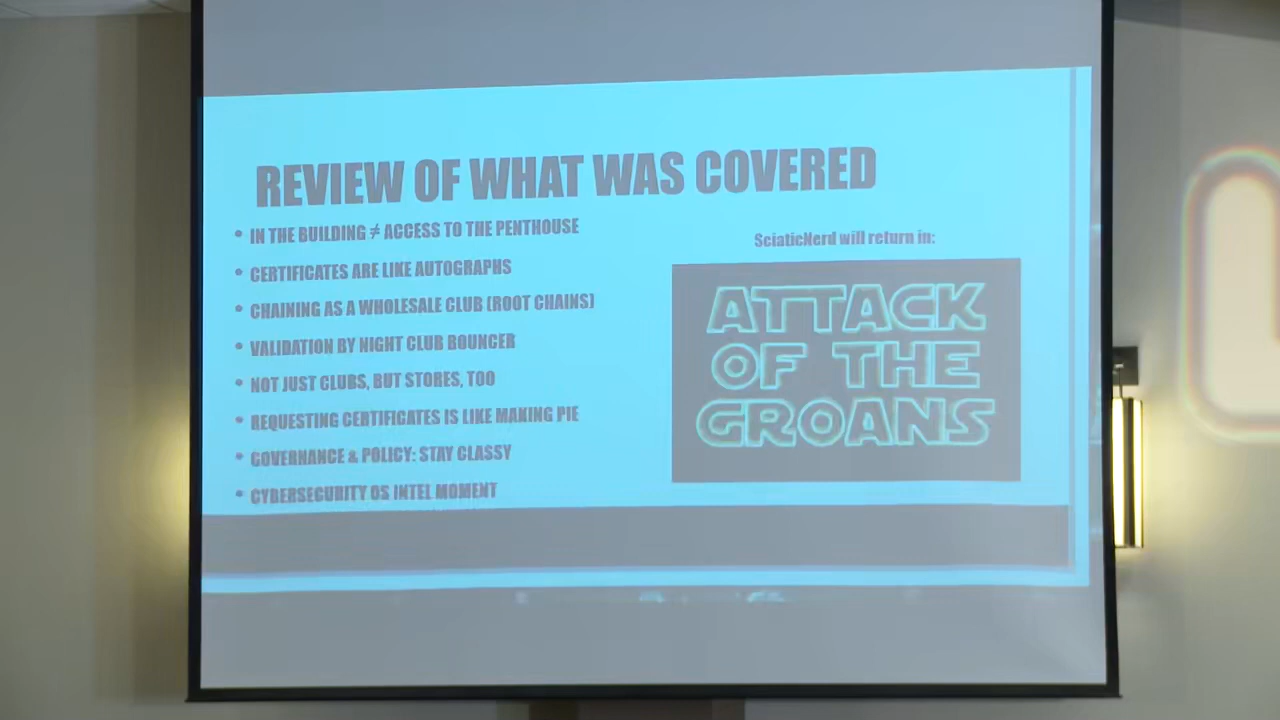 REVIEW OF WHAT WAS COVERED
• IN THE BUILDING ≠ ACCESS TO THE PENTHOUSE
• CERTIFICATES ARE LIKE AUTOGRAPHS
• CHAINING AS A WHOLESALE CLUB (ROOT CHAINS)
• VALIDATION BY NIGHT CLUB BOUNCER
• NOT JUST CLUBS, BUT STORES, TOO
• REQUESTING CERTIFICATES IS LIKE MAKING PIE
• GOVERNANCE & POLICY: STAY CLASSY
• CYBERSECURITY OS INTEL MOMENT
SciaticNerd will return in:
ATTACK
OF THE
GROANS